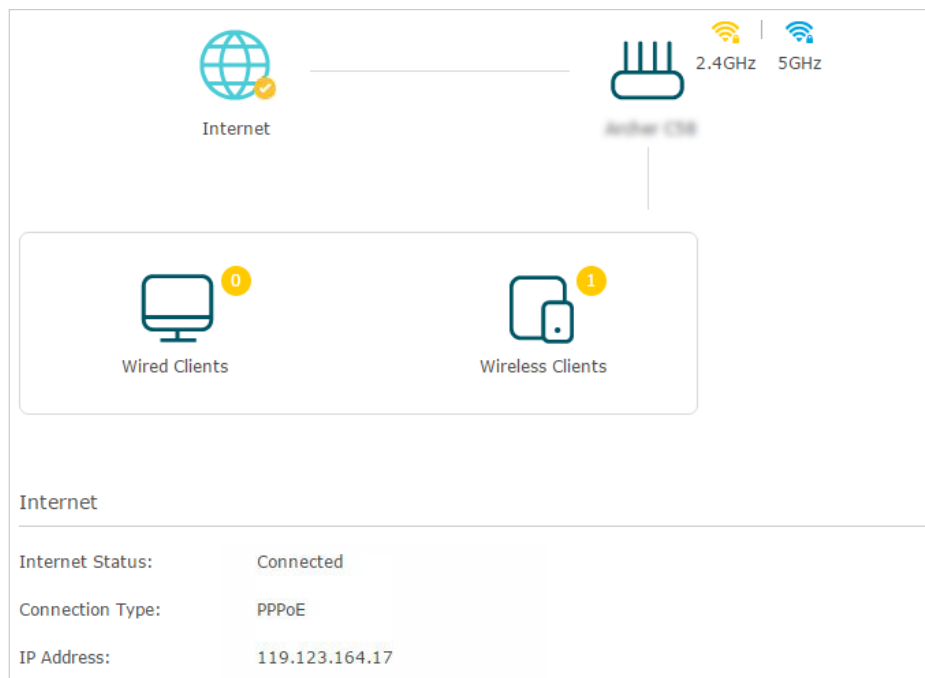 2.4GHz 5GHz
Internet
0 1
Wired Clients Wireless Clients
Internet
Internet Status: Connected
Connection Type: PPPoE
IP Address: 119.123.164.17